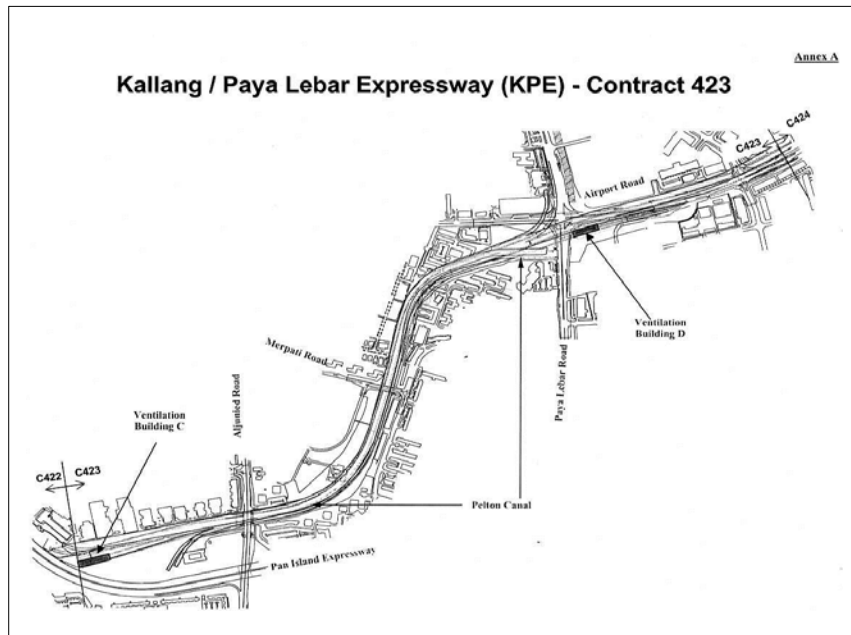 Annex A
Kallang / Paya Lebar Expressway (KPE) - Contract 423
C424
C423
Airport Road
Ventilation
Building D
Paya Lebar Road
Merpati Road
Aljunied Road
Ventilation
Building C
C422
C423
Pelton Canal
Pan Island Expressway